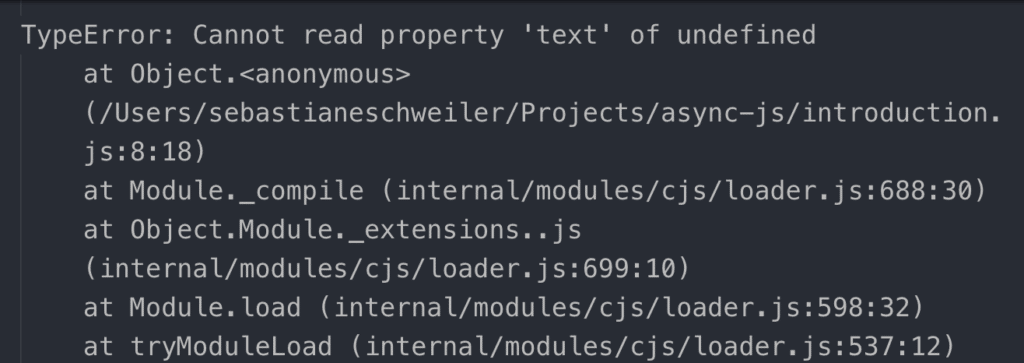 TypeError: Cannot read property 'text' of undefined
at Object.<anonymous>
(/Users/sebastianeschweiler/Projects/async-js/introduction.
js:8:18)
at Module._compile (internal/modules/cjs/loader.js:688:30)
at Object.Module._extensions..js
(internal/modules/cjs/loader.js:699:10)
at Module.load (internal/modules/cjs/loader.js:598:32)
at tryModuleLoad (internal/modules/cjs/loader.js:537:12)